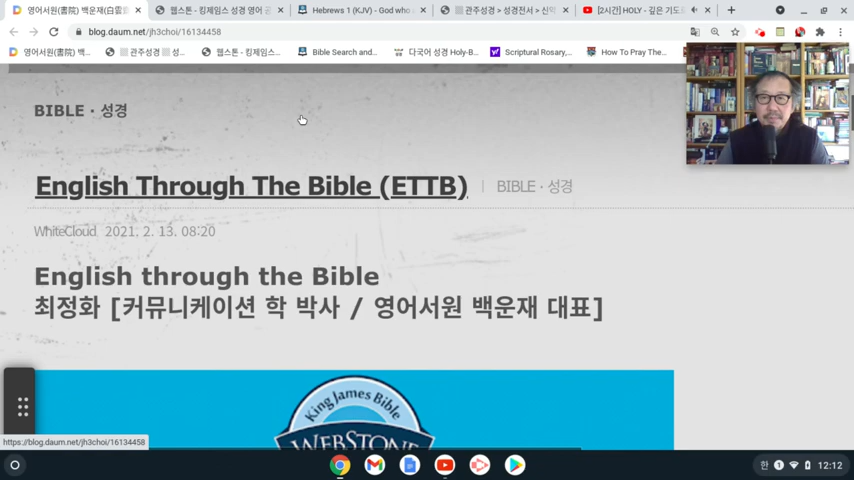 영어서원(書院) 백운재(白雲
웹스톤 - 킹제임스 성경 영어 공
Hebrews 1 (KJV) - God who
관주성경 > 성경전서 > 신약
[2시간] HOLY - 깊은 기도
blog.daum.net/jh3choi/16134458
영어서원(書院) 백...
관주성경 성...
웹스톤 - 킹제임스...
Bible Search and...
다국어 성경 Holy-B...
Scriptural Rosary,...
How To Pray The...
BIBLE · 성경
English Through The Bible (ETTB)
BIBLE · 성경
WhiteCloud 2021. 2. 13. 08:20
English through the Bible
최정화 [커뮤니케이션 학 박사 / 영어서원 백운재 대표]
King James Bible
WEBSTONE
https://blog.daum.net/jh3choi/16134458
한
12:12